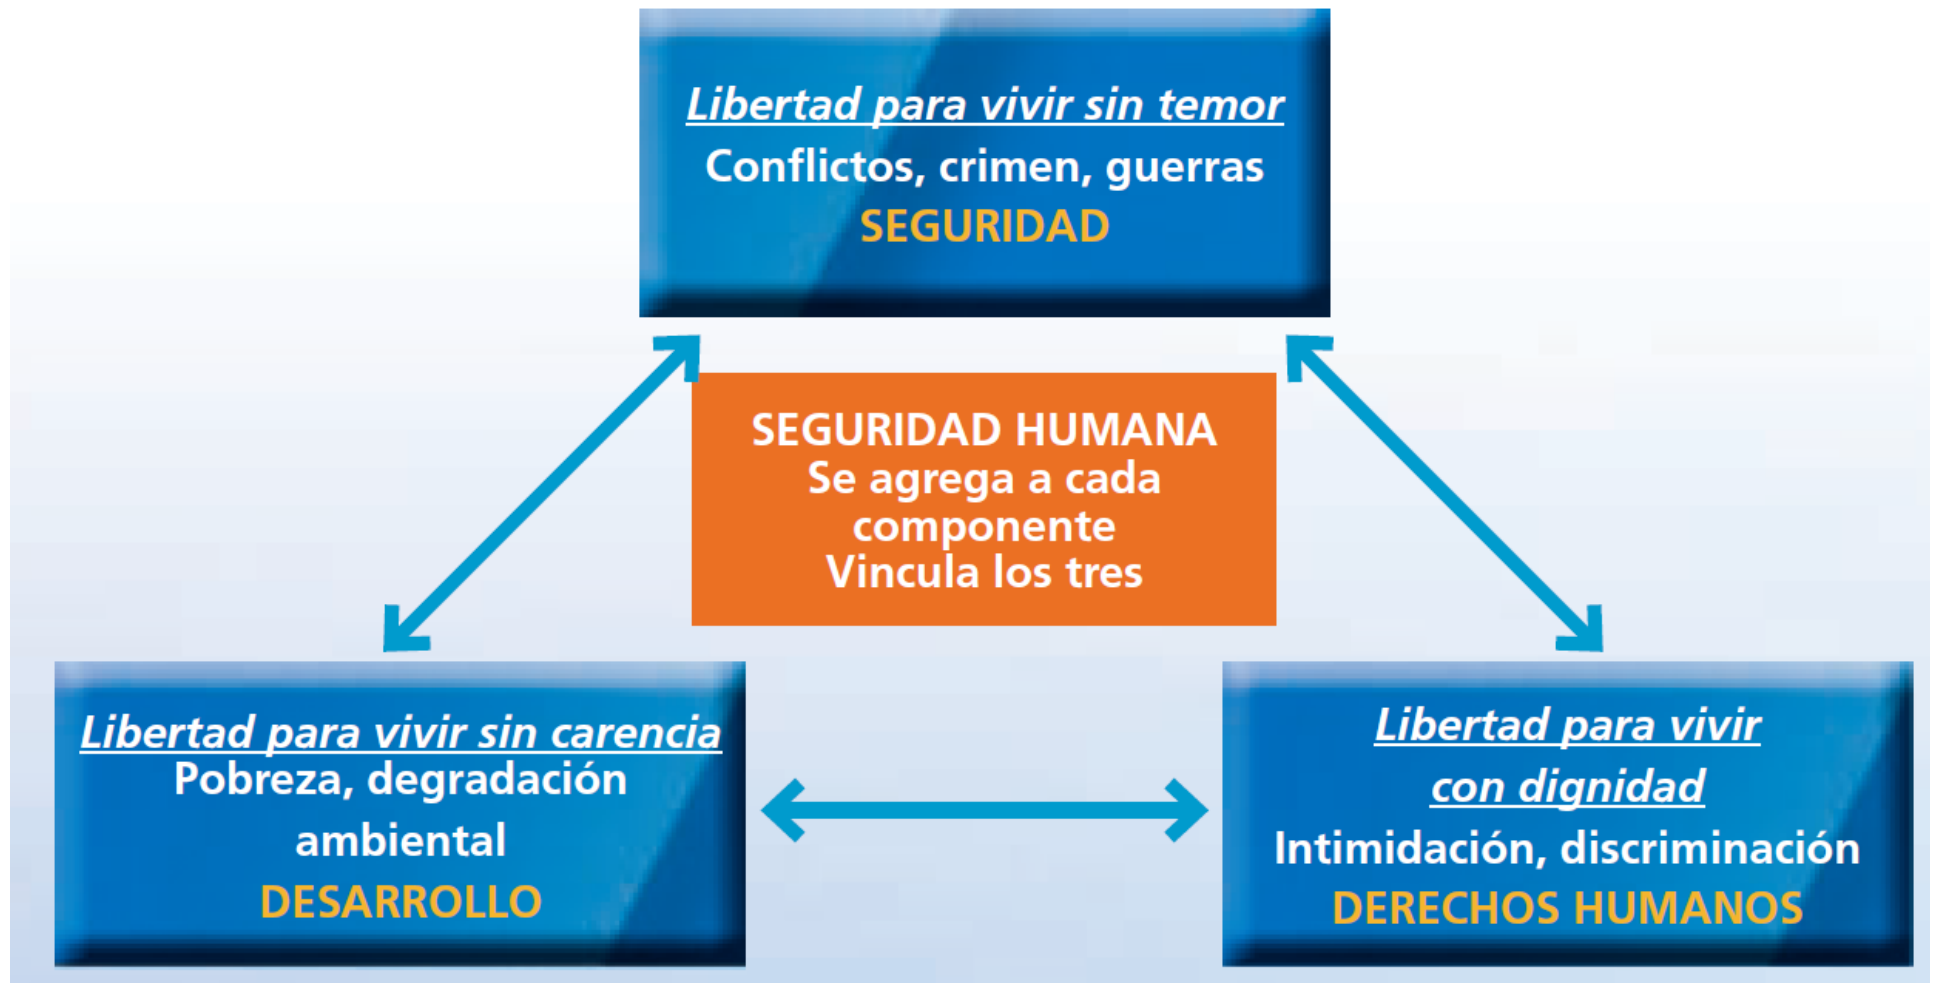 Libertad para vivir sin temor
Conflictos, crimen, guerras
SEGURIDAD
SEGURIDAD HUMANA
Se agrega a cada
componente
Vincula los tres
Libertad para vivir sin carencia
Pobreza, degradación
ambiental
DESARROLLO
Libertad para vivir
con dignidad
Intimidación, discriminación
DERECHOS HUMANOS